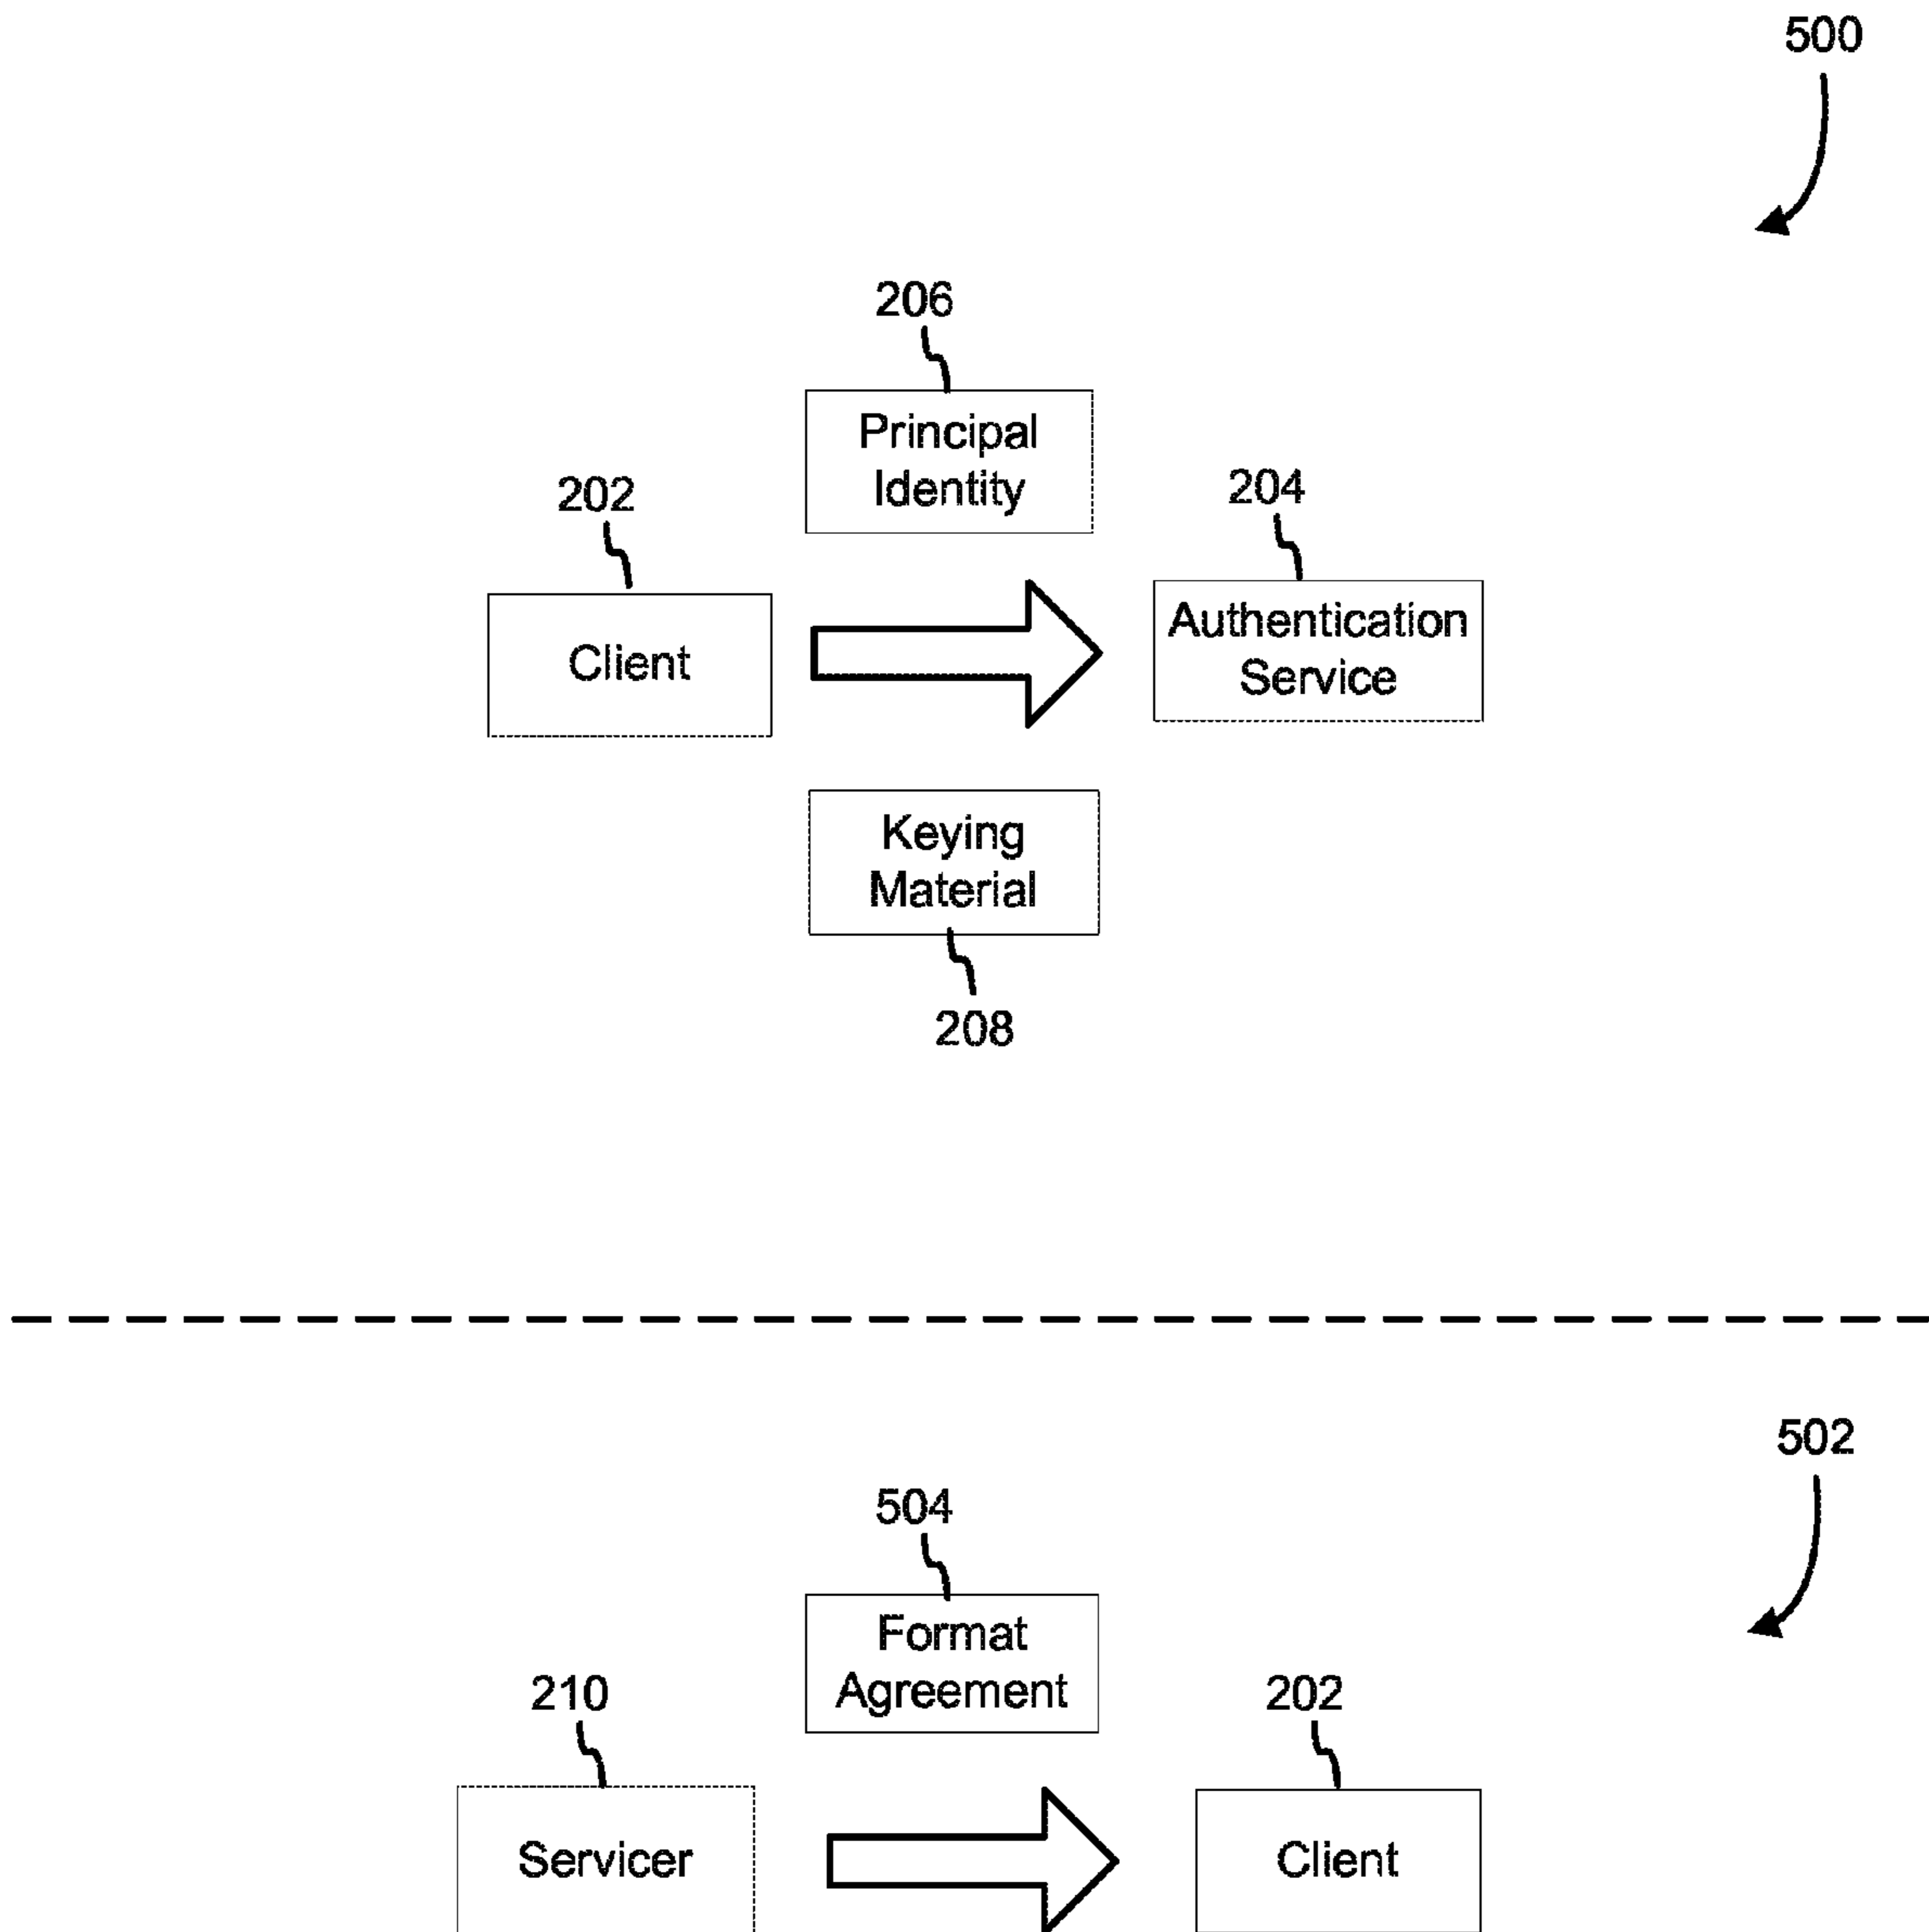 500
206
Principal
Identity
202
204
Client
Authentication
Service
Keying
Material
208
502
504
Format
Agreement
210
202
Servicer
Client